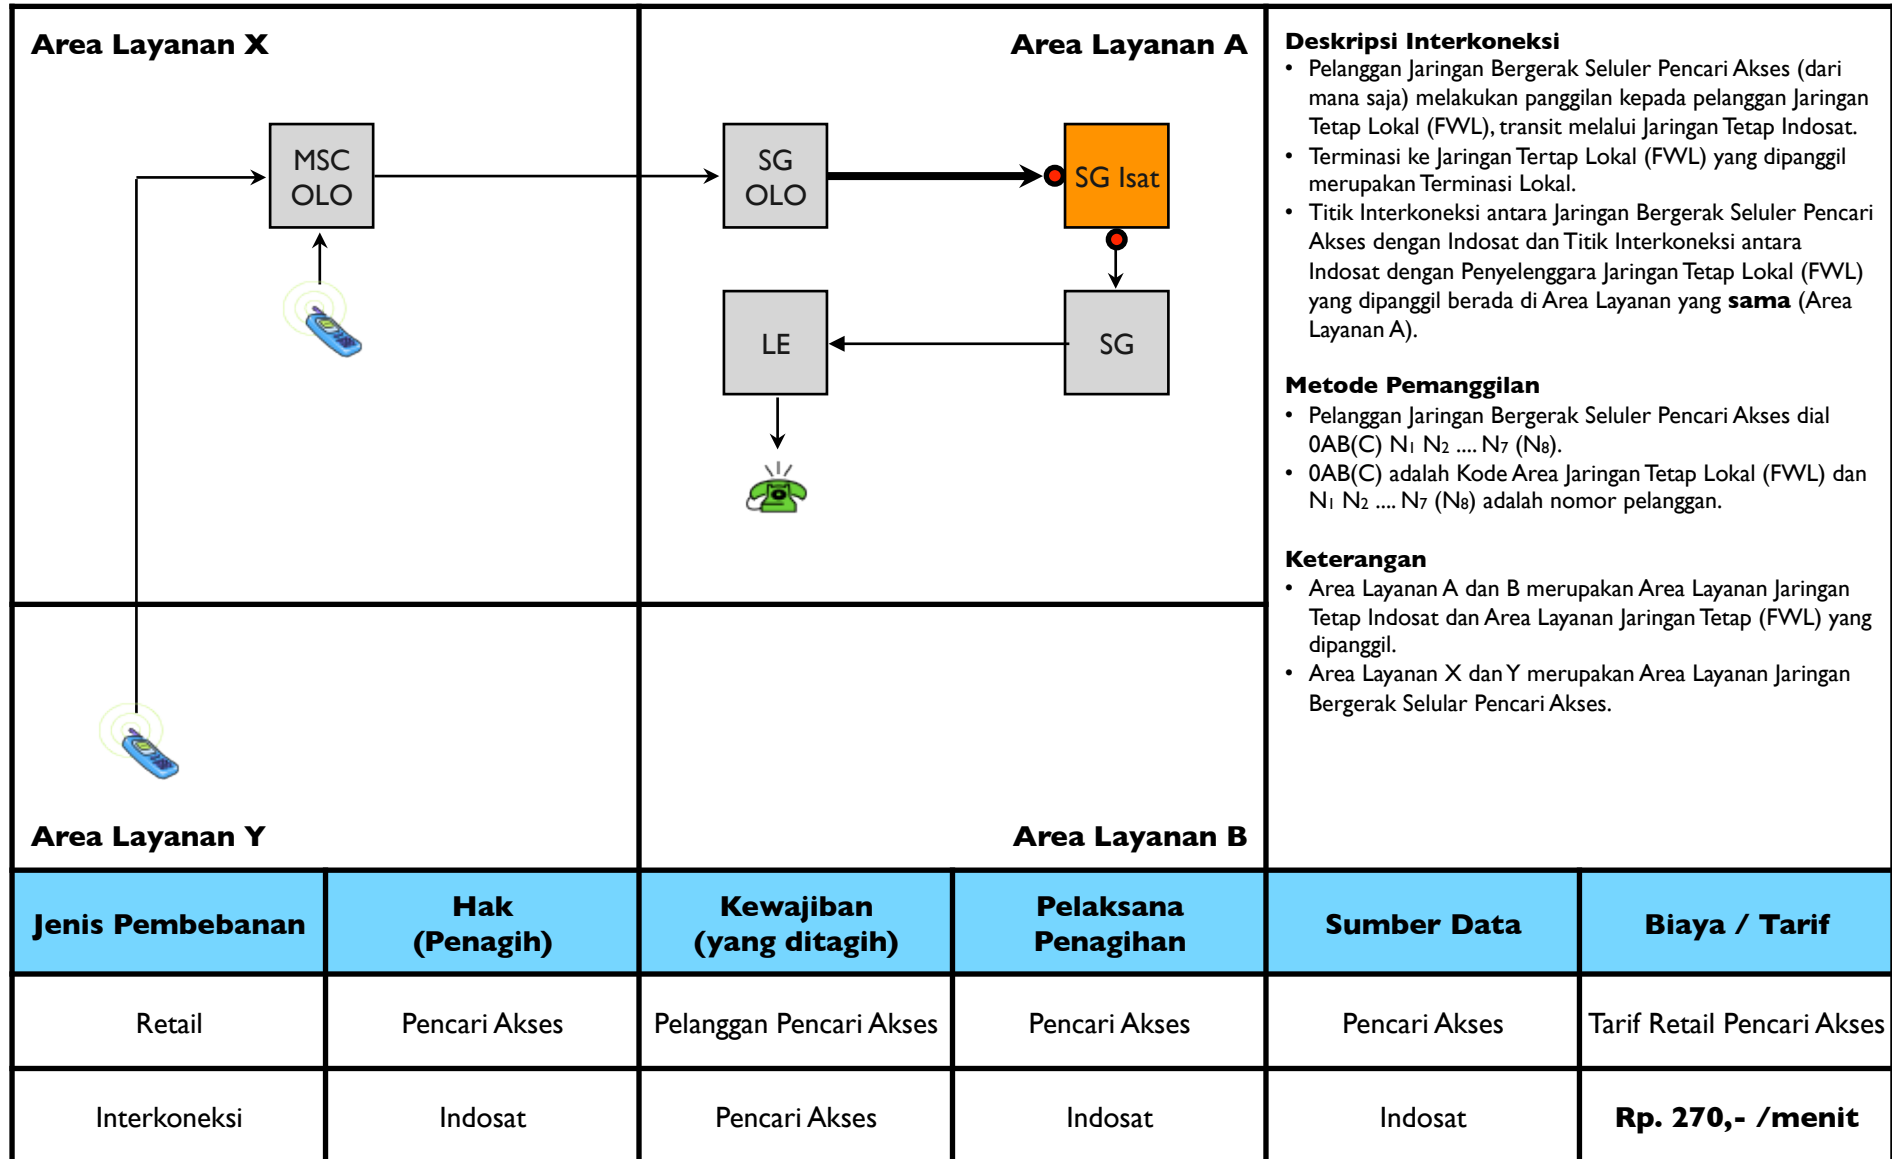 Area Layanan X
Area Layanan A
MSC
OLO
SG
OLO
SG Isat
LE
SG
Area Layanan Y
Area Layanan B
Deskripsi Interkoneksi
• Pelanggan Jaringan Bergerak Seluler Pencari Akses (dari
mana saja) melakukan panggilan kepada pelanggan Jaringan
Tetap Lokal (FWL), transit melalui Jaringan Tetap Indosat.
• Terminasi ke Jaringan Tertap Lokal (FWL) yang dipanggil
merupakan Terminasi Lokal.
• Titik Interkoneksi antara Jaringan Bergerak Seluler Pencari
Akses dengan Indosat dan Titik Interkoneksi antara
Indosat dengan Penyelenggara Jaringan Tetap Lokal (FWL)
yang dipanggil berada di Area Layanan yang sama (Area
Layanan A).
Metode Pemanggilan
• Pelanggan Jaringan Bergerak Seluler Pencari Akses dial
0AB(C) N1 N2 .... N7 (N8).
• 0AB(C) adalah Kode Area Jaringan Tetap Lokal (FWL) dan
N1 N2 .... N7 (N8) adalah nomor pelanggan.
Keterangan
• Area Layanan A dan B merupakan Area Layanan Jaringan
Tetap Indosat dan Area Layanan Jaringan Tetap (FWL) yang
dipanggil.
• Area Layanan X dan Y merupakan Area Layanan Jaringan
Bergerak Selular Pencari Akses.
Jenis Pembebanan
Hak
(Penagih)
Kewajiban
(yang ditagih)
Pelaksana
Penagihan
Sumber Data
Biaya / Tarif
Retail
Pencari Akses
Pelanggan Pencari Akses
Pencari Akses
Pencari Akses
Tarif Retail Pencari Akses
Interkoneksi
Indosat
Pencari Akses
Indosat
Indosat
Rp. 270,- /menit